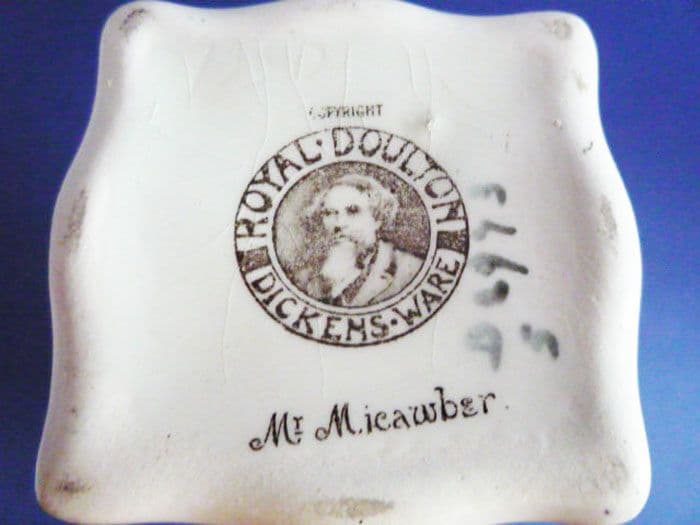 COPYRIGHT
ROYAL · DOULTON
DICKENS · WARE
Mr Micawber.